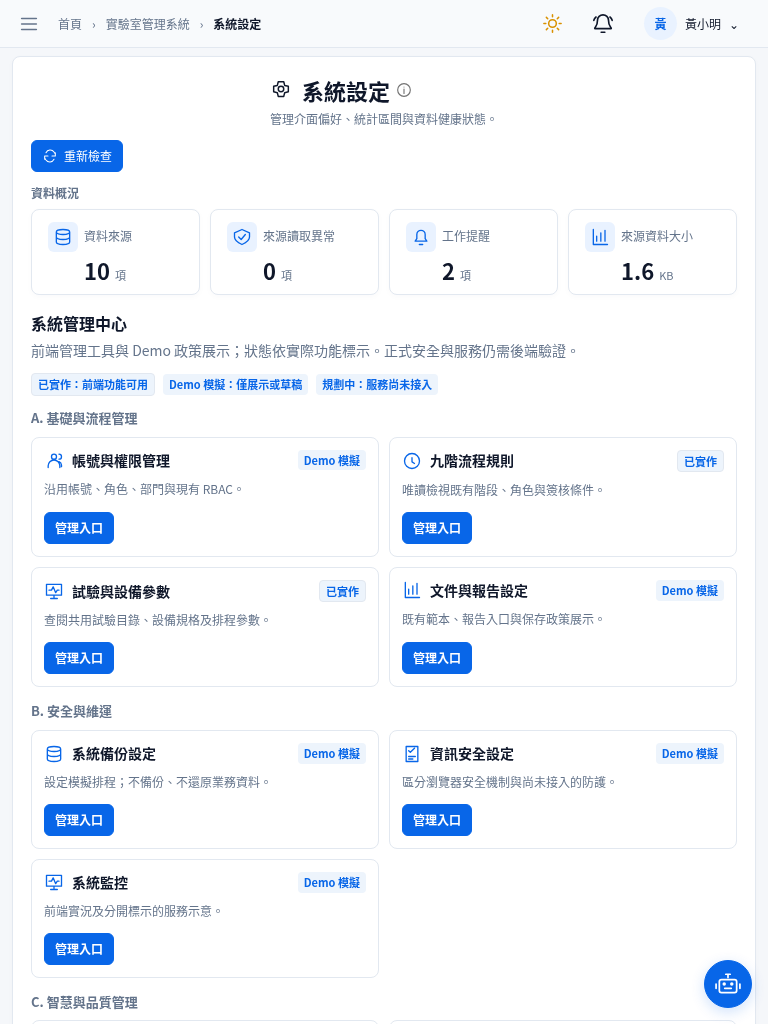 首頁 › 實驗室管理系統 › 系統設定
黃 黃小明
系統設定
管理介面偏好、統計區間與資料健康狀態。
重新檢查
資料概況
資料來源
10 項
來源讀取異常
0 項
工作提醒
2 項
來源資料大小
1.6 KB
系統管理中心
前端管理工具與 Demo 政策展示；狀態依實際功能標示。正式安全與服務仍需後端驗證。
已實作：前端功能可用 Demo 模擬：僅展示或草稿 規劃中：服務尚未接入
A. 基礎與流程管理
帳號與權限管理 Demo 模擬
沿用帳號、角色、部門與現有 RBAC。
管理入口
九階流程規則 已實作
唯讀檢視既有階段、角色與簽核條件。
管理入口
試驗與設備參數 已實作
查閱共用試驗目錄、設備規格及排程參數。
管理入口
文件與報告設定 Demo 模擬
既有範本、報告入口與保存政策展示。
管理入口
B. 安全與維運
系統備份設定 Demo 模擬
設定模擬排程；不備份、不還原業務資料。
管理入口
資訊安全設定 Demo 模擬
區分瀏覽器安全機制與尚未接入的防護。
管理入口
系統監控 Demo 模擬
前端實況及分開標示的服務示意。
管理入口
C. 智慧與品質管理